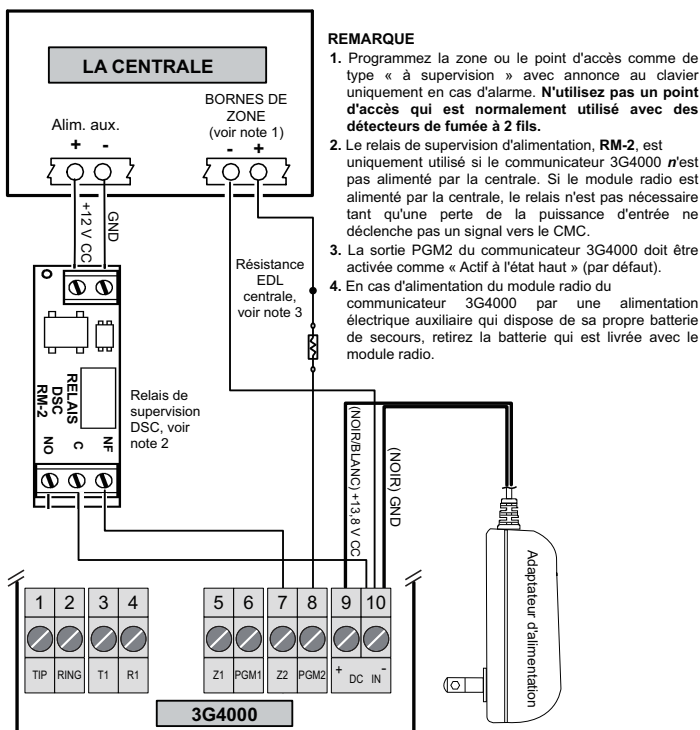 LA CENTRALE
BORNES DE
ZONE
(voir note 1)
Alim. aux.
+ -
- +
+12 V CC
GND
Résistance
EDL
centrale,
voir note 3
RELAIS
DSC
RM-2
NO C NF
Relais de
supervision
DSC, voir
note 2
(NOIR/BLANC) +13,8 V CC
(NOIR) GND
Adaptateur d'alimentation
1 2 3 4 5 6 7 8 9 10
TIP RING T1 R1 Z1 PGM1 Z2 PGM2 + DC IN -
3G4000
REMARQUE
1. Programmez la zone ou le point d'accès comme de
type « à supervision » avec annonce au clavier
uniquement en cas d'alarme. N'utilisez pas un point
d'accès qui est normalement utilisé avec des
détecteurs de fumée à 2 fils.
2. Le relais de supervision d'alimentation, RM-2, est
uniquement utilisé si le communicateur 3G4000 n'est
pas alimenté par la centrale. Si le module radio est
alimenté par la centrale, le relais n'est pas nécessaire
tant qu'une perte de la puissance d'entrée ne
déclenche pas un signal vers le CMC.
3. La sortie PGM2 du communicateur 3G4000 doit être
activée comme « Actif à l'état haut » (par défaut).
4. En cas d'alimentation du module radio du
communicateur 3G4000 par une alimentation
électrique auxiliaire qui dispose de sa propre batterie
de secours, retirez la batterie qui est livrée avec le
module radio.